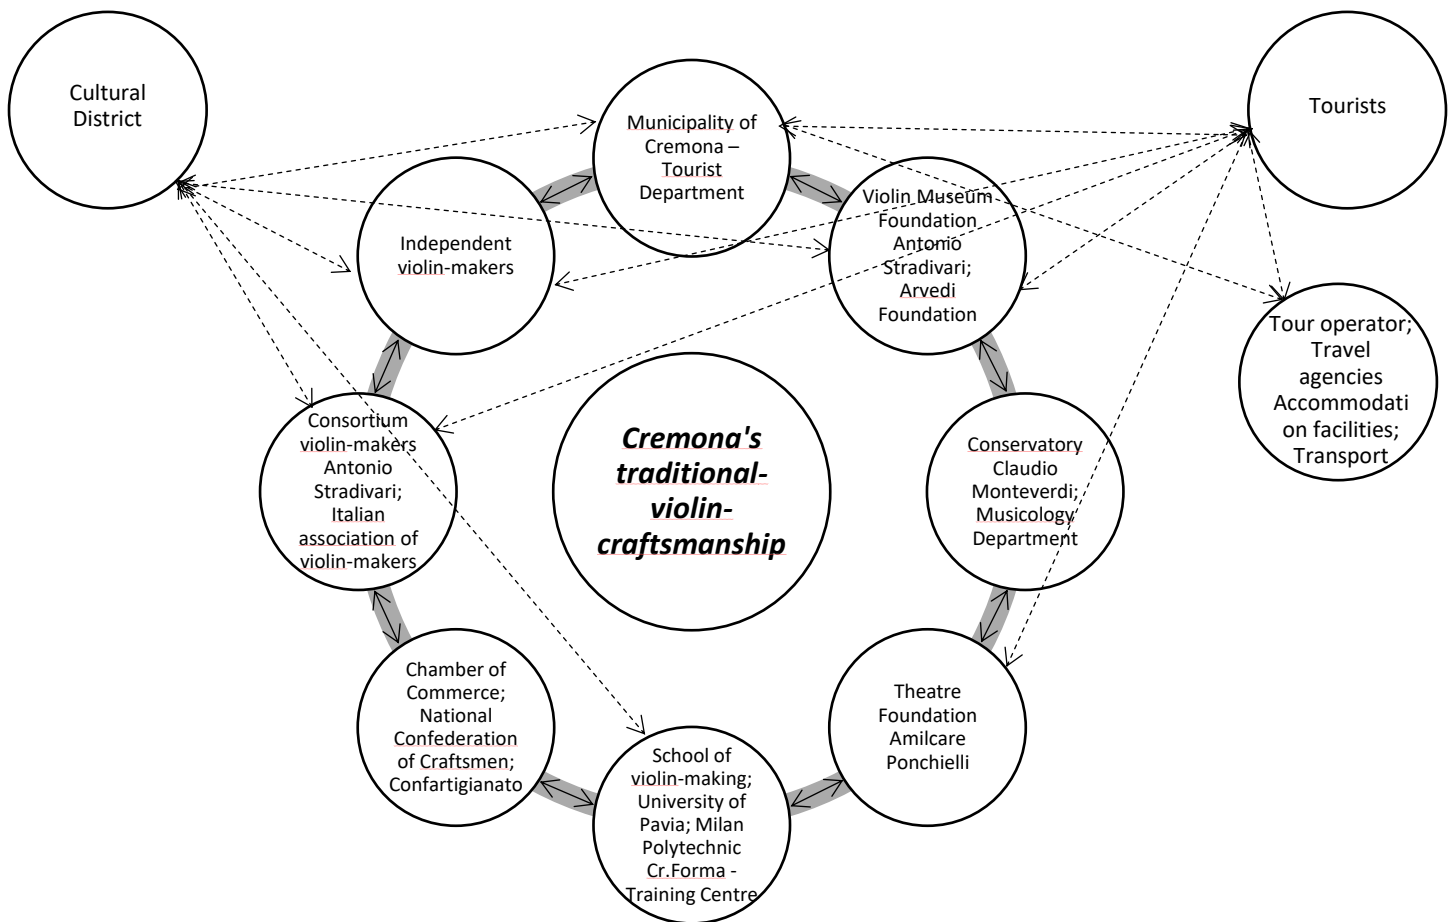 Cultural
District
Municipality of
Cremona –
Tourist
Department
Tourists
Independent
violin-makers
Violin Museum
Foundation
Antonio
Stradivari;
Arvedi
Foundation
Tour operator;
Travel
agencies
Accommodati
on facilities;
Transport
Consortium
violin-makers
Antonio
Stradivari;
Italian
association of
violin-makers
Cremona's
traditional-
violin-
craftsmanship
Conservatory
Claudio
Monteverdi;
Musicology
Department
Chamber of
Commerce;
National
Confederation
of Craftsmen;
Confartigianato
School of
violin-making;
University of
Pavia; Milan
Polytechnic
Cr.Forma -
Training Centre
Theatre
Foundation
Amilcare
Ponchielli